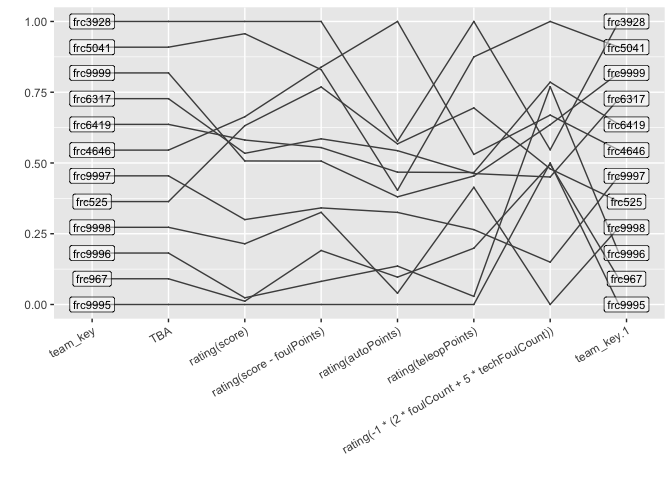 1.00
0.75
0.50
0.25
0.00
frc3928
frc5041
frc9999
frc6317
frc6419
frc4646
frc9997
frc525
frc9998
frc9996
frc967
frc9995
frc3928
frc5041
frc9999
frc6317
frc6419
frc4646
frc9997
frc525
frc9998
frc9996
frc967
frc9995
team_key
TBA
rating(score)
rating(score - foulPoints)
rating(autoPoints)
rating(teleopPoints)
rating(-1 * (2 * foulCount + 5 * techFoulCount))
team_key.1